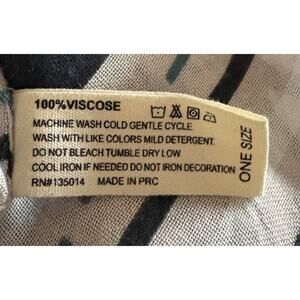 100%VISCOSE
MACHINE WASH COLD GENTLE CYCLE
WASH WITH LIKE COLORS MILD DETERGENT
DO NOT BLEACH TUMBLE DRY LOW
COOL IRON IF NEEDED DO NOT IRON DECORATION
RN#135014 MADE IN PRC
ONE SIZE